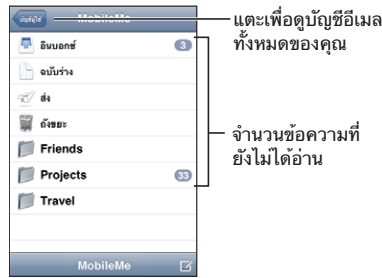 บัญชีผู้ใช้ MobileMe
แตะเพื่อดูบัญชีอีเมล
ทั้งหมดของคุณ
อินบอกซ์ 3
ฉบับร่าง
ส่ง
ถังขยะ
Friends
Projects 33
Travel
จำนวนข้อความที่
ยังไม่ได้อ่าน
MobileMe